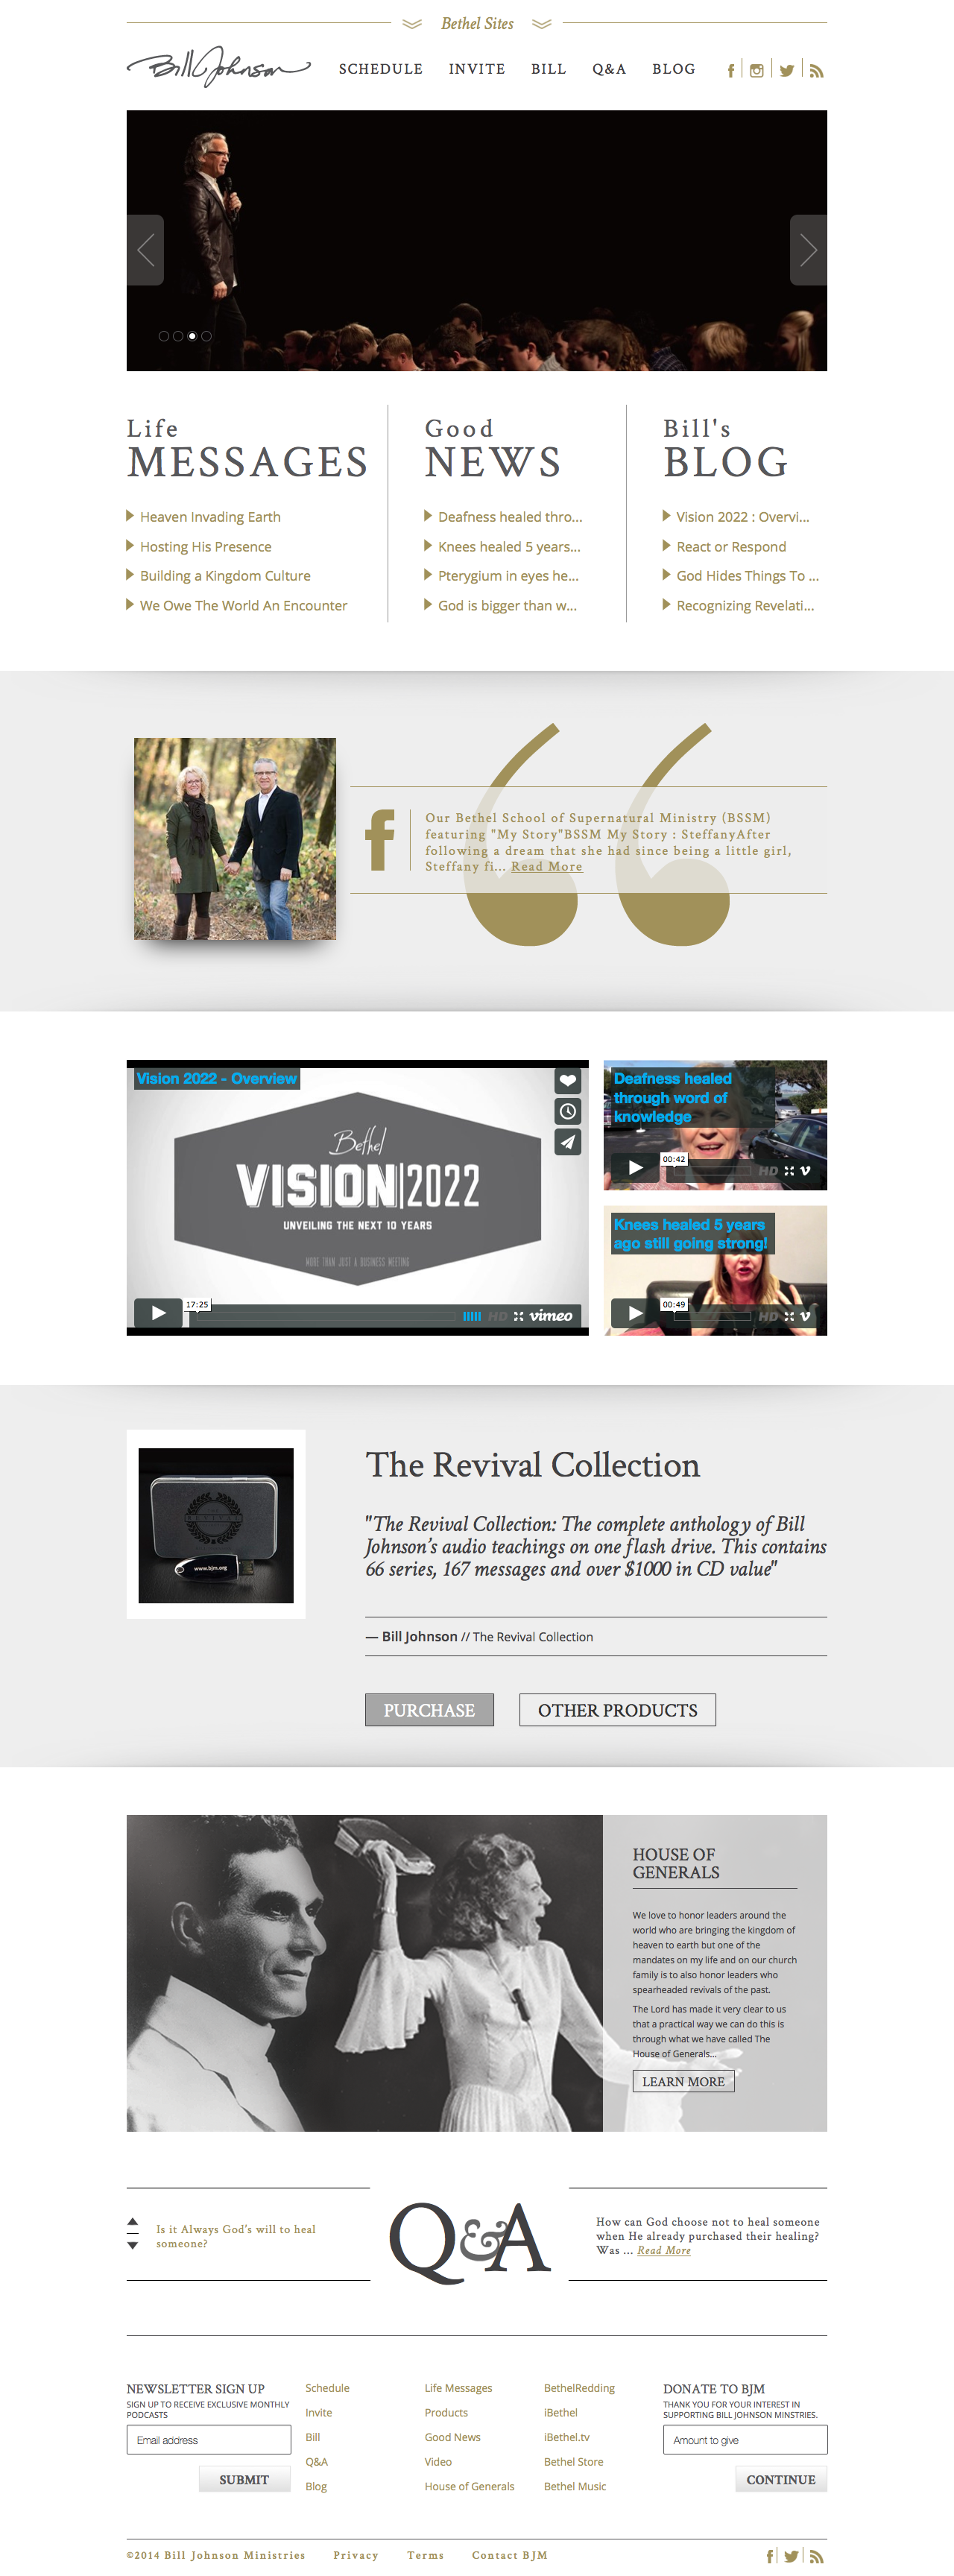 Bethel Sites
Bill Johnson
SCHEDULE INVITE BILL Q&A BLOG
Life
MESSAGES
Heaven Invading Earth
Hosting His Presence
Building a Kingdom Culture
We Owe The World An Encounter
Good
NEWS
Deafness healed thro...
Knees healed 5 years...
Pterygium in eyes he...
God is bigger than w...
Bill's
BLOG
Vision 2022 : Overvi...
React or Respond
God Hides Things To ...
Recognizing Revelati...
Our Bethel School of Supernatural Ministry (BSSM)
featuring "My Story"BSSM My Story : SteffanyAfter
following a dream that she had since being a little girl,
Steffany fi... Read More
Vision 2022 - Overview
Bethel
VISION|2022
UNVEILING THE NEXT 10 YEARS
MORE THAN JUST A BUSINESS MEETING
17:25
HD vimeo
Deafness healed
through word of
knowledge
00:42
HD
Knees healed 5 years
ago still going strong!
00:49
HD
REVIVAL
www.bjm.org
The Revival Collection
"The Revival Collection: The complete anthology of Bill
Johnson's audio teachings on one flash drive. This contains
66 series, 167 messages and over $1000 in CD value"
— Bill Johnson // The Revival Collection
PURCHASE
OTHER PRODUCTS
HOUSE OF
GENERALS
We love to honor leaders around the
world who are bringing the kingdom of
heaven to earth but one of the
mandates on my life and on our church
family is to also honor leaders who
spearheaded revivals of the past.
The Lord has made it very clear to us
that a practical way we can do this is
through what we have called The
House of Generals...
LEARN MORE
Is it Always God's will to heal
someone?
Q&A
How can God choose not to heal someone
when He already purchased their healing?
Was ... Read More
NEWSLETTER SIGN UP
SIGN UP TO RECEIVE EXCLUSIVE MONTHLY
PODCASTS
Email address
SUBMIT
Schedule
Invite
Bill
Q&A
Blog
Life Messages
Products
Good News
Video
House of Generals
BethelRedding
iBethel
iBethel.tv
Bethel Store
Bethel Music
DONATE TO BJM
THANK YOU FOR YOUR INTEREST IN
SUPPORTING BILL JOHNSON MINSTRIES.
Amount to give
CONTINUE
©2014 Bill Johnson Ministries Privacy Terms Contact BJM